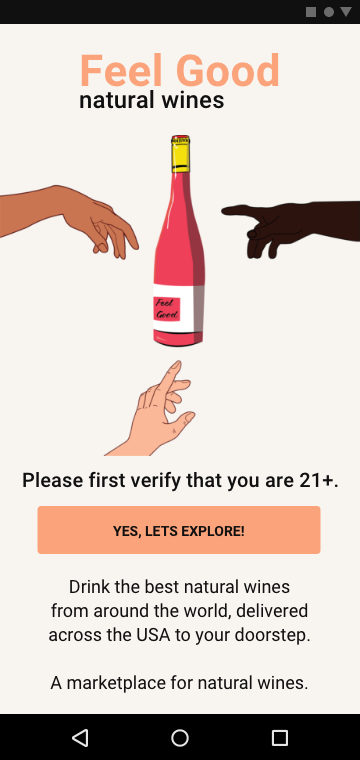 Feel Good
natural wines
Feel
Good
Please first verify that you are 21+.
YES, LETS EXPLORE!
Drink the best natural wines
from around the world, delivered
across the USA to your doorstep.
A marketplace for natural wines.